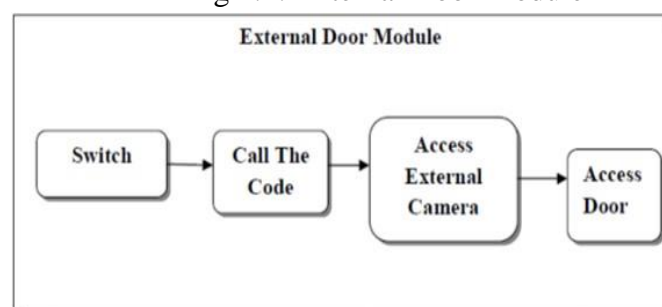 External Door Module
Switch
Call The
Code
Access
External
Camera
Access
Door